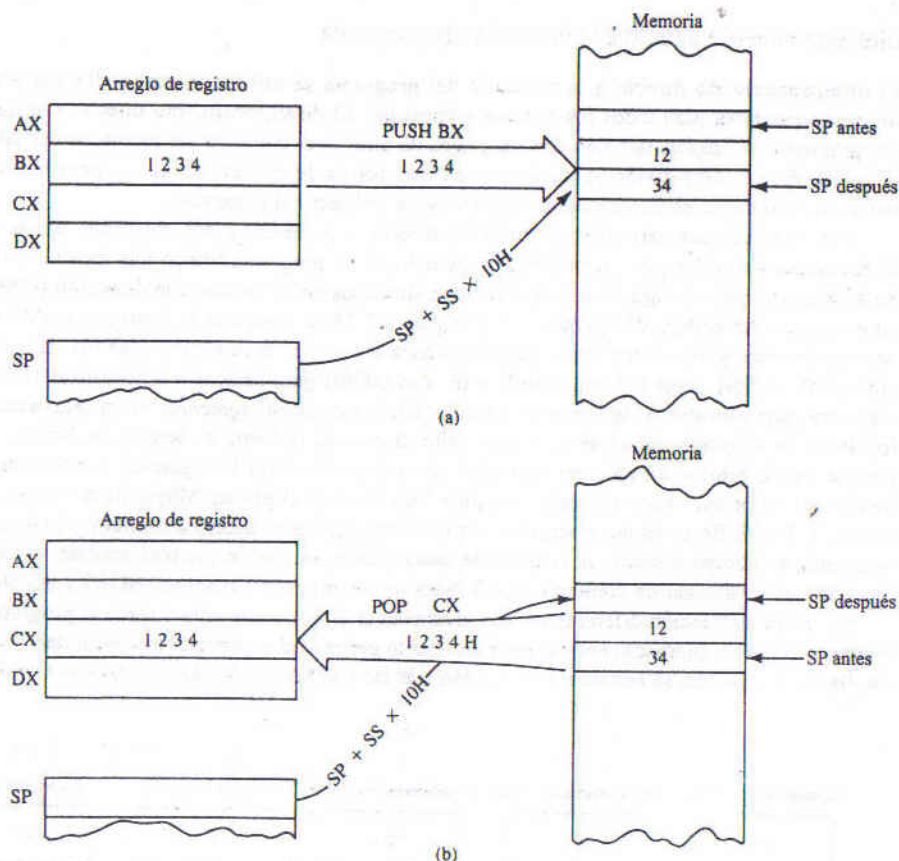 Memoria
Arreglo de registro
AX
PUSH BX
SP antes
BX
1 2 3 4
1 2 3 4
12
34
SP después
CX
DX
SP + SS × 10H
SP
(a)
Memoria
Arreglo de registro
AX
BX
POP CX
SP después
CX
1 2 3 4
1 2 3 4 H
12
34
SP antes
DX
SP + SS × 10H
SP
(b)